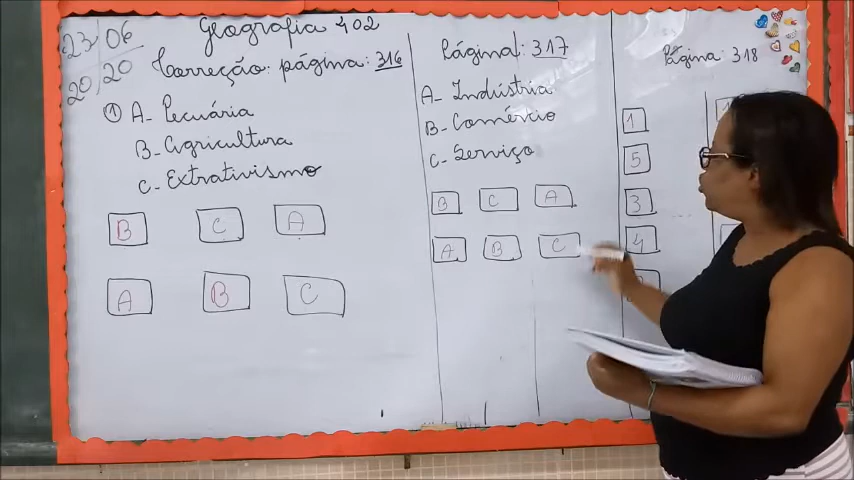 23/06
20/20
Geografia 402
Correção: página: 316
① A- Pecuária
B- Agricultura
C- Extrativismo
B C A
A B C
Página: 317
A- Indústria
B- Comércio
C- Serviço
B C A
A B C
Página: 318
1
5
3
4